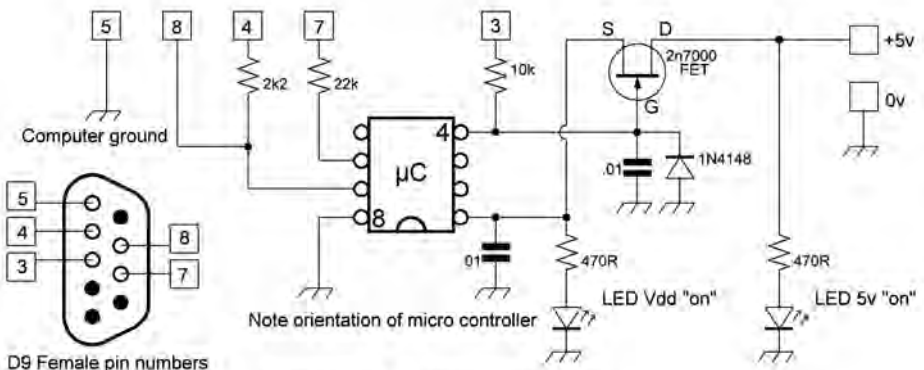 5
8
4
7
3
S
D
+5v
2n7000
FET
2k2
22k
10k
G
0v
Computer ground
4
µC
1N4148
.01
5
4
3
8
7
8
.01
470R
470R
LED Vdd "on"
LED 5v "on"
Note orientation of micro controller
D9 Female pin numbers